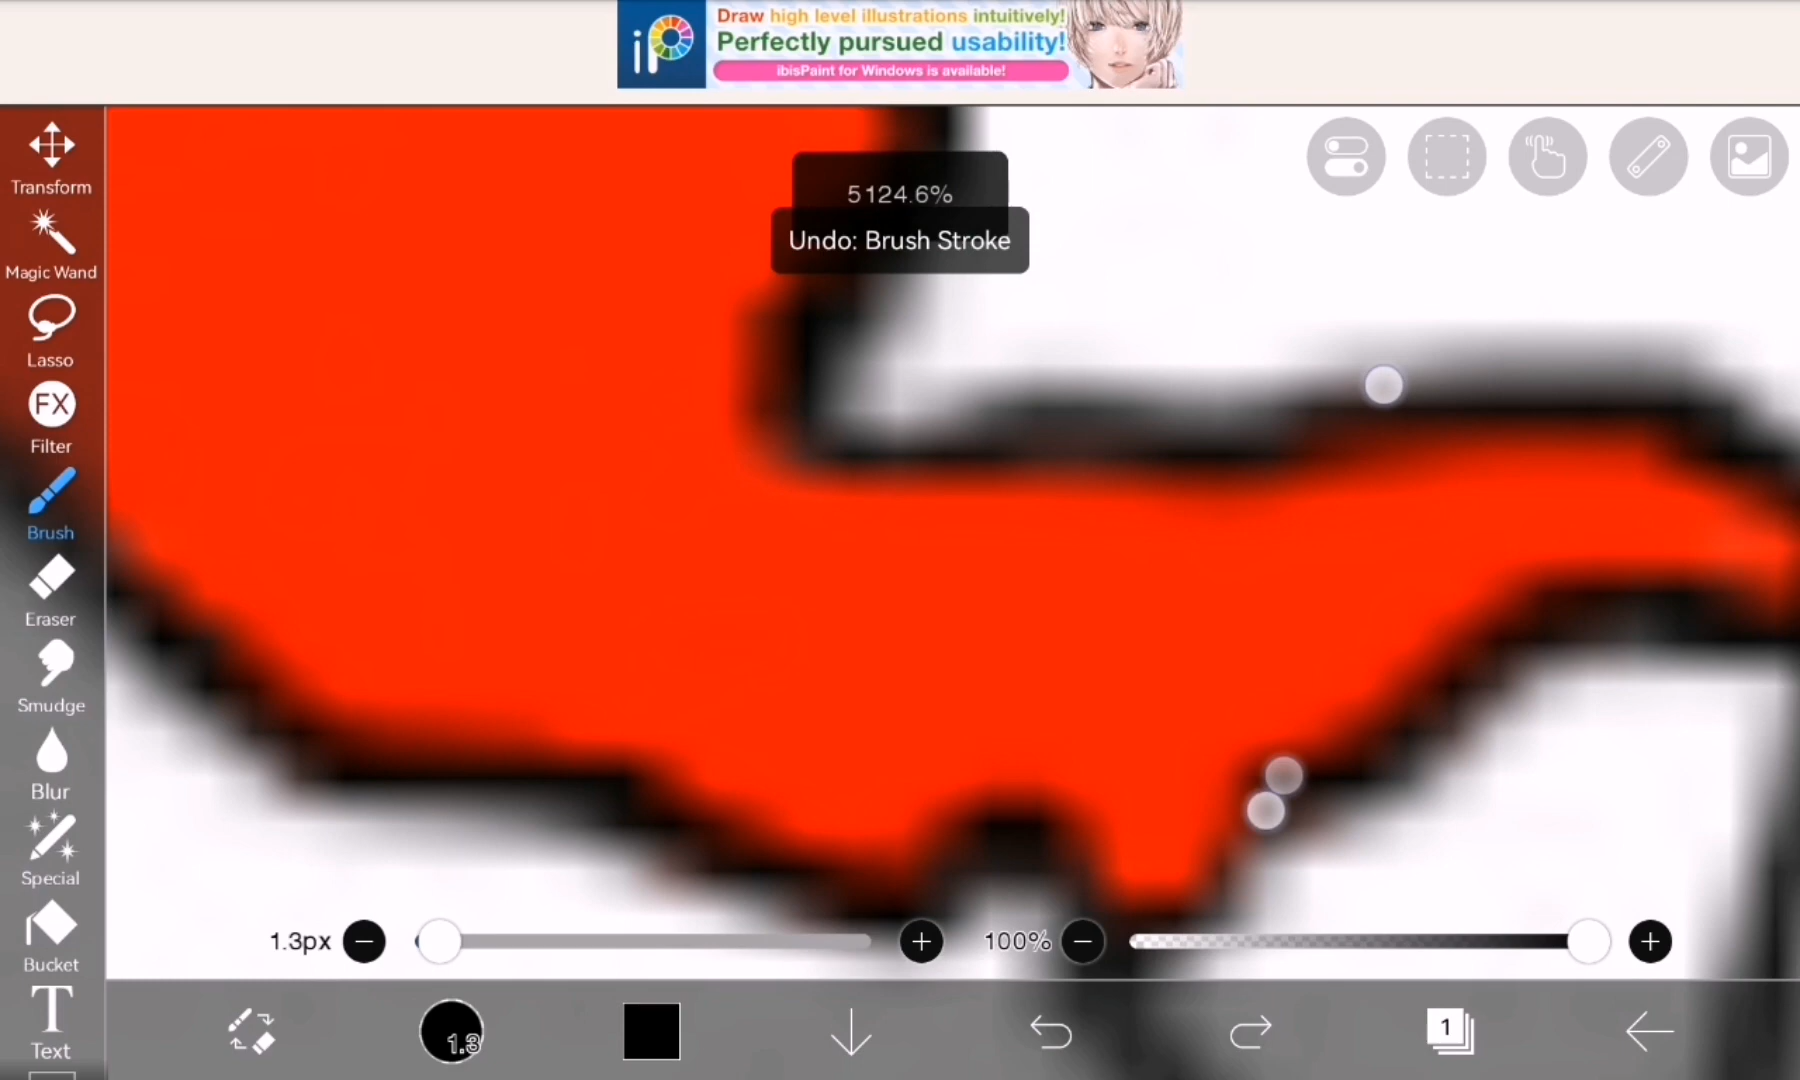 iP
Draw high level illustrations intuitively!
Perfectly pursued usability!
ibisPaint for Windows is available!
Transform
Magic Wand
Lasso
FX
Filter
Brush
Eraser
Smudge
Blur
Special
Bucket
T
Text
5124.6%
Undo: Brush Stroke
1.3px
100%
1.3
1